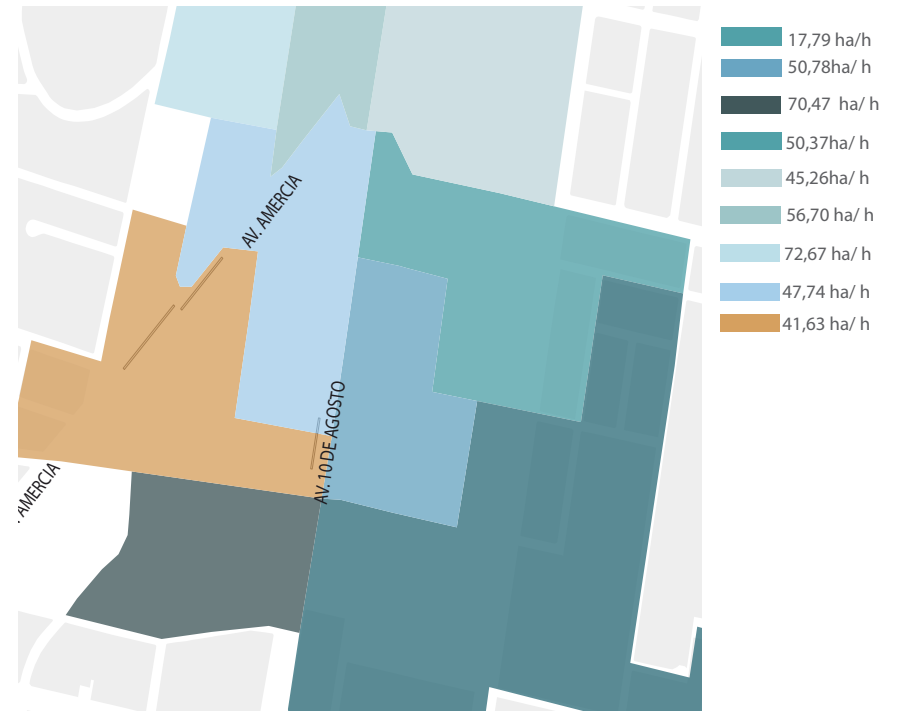 17,79 ha/h
50,78ha/ h
70,47 ha/ h
50,37ha/ h
45,26ha/ h
56,70 ha/ h
72,67 ha/ h
47,74 ha/ h
41,63 ha/ h
AV. AMERCIA
AV. 10 DE AGOSTO
. AMERCIA